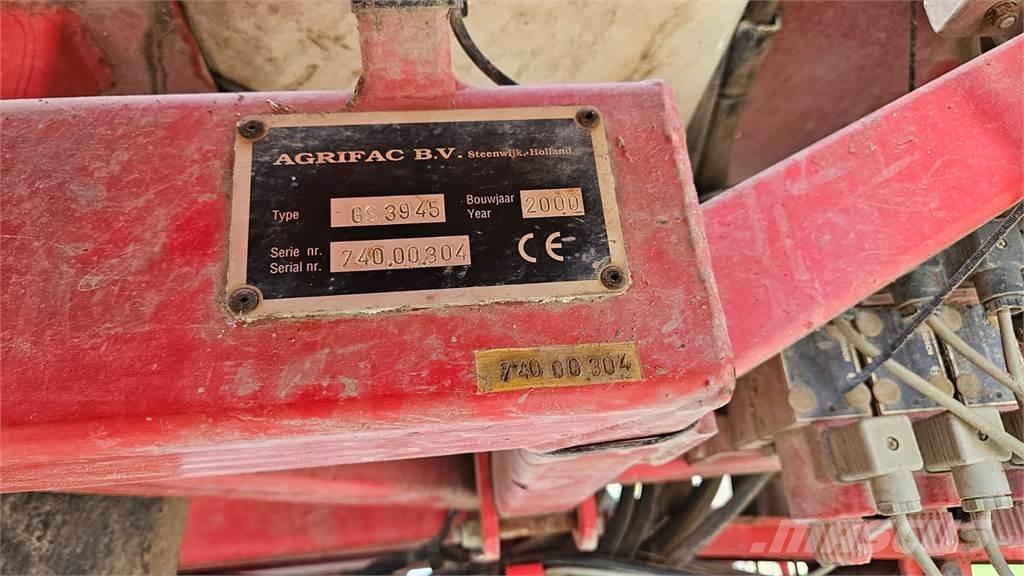 AGRIFAC B.V. Steenwijk, Holland
Type GS 3945 Bouwjaar Year 2000
Serie nr. Serial nr. 740.00.304
CE
740 00 304
MASCUS